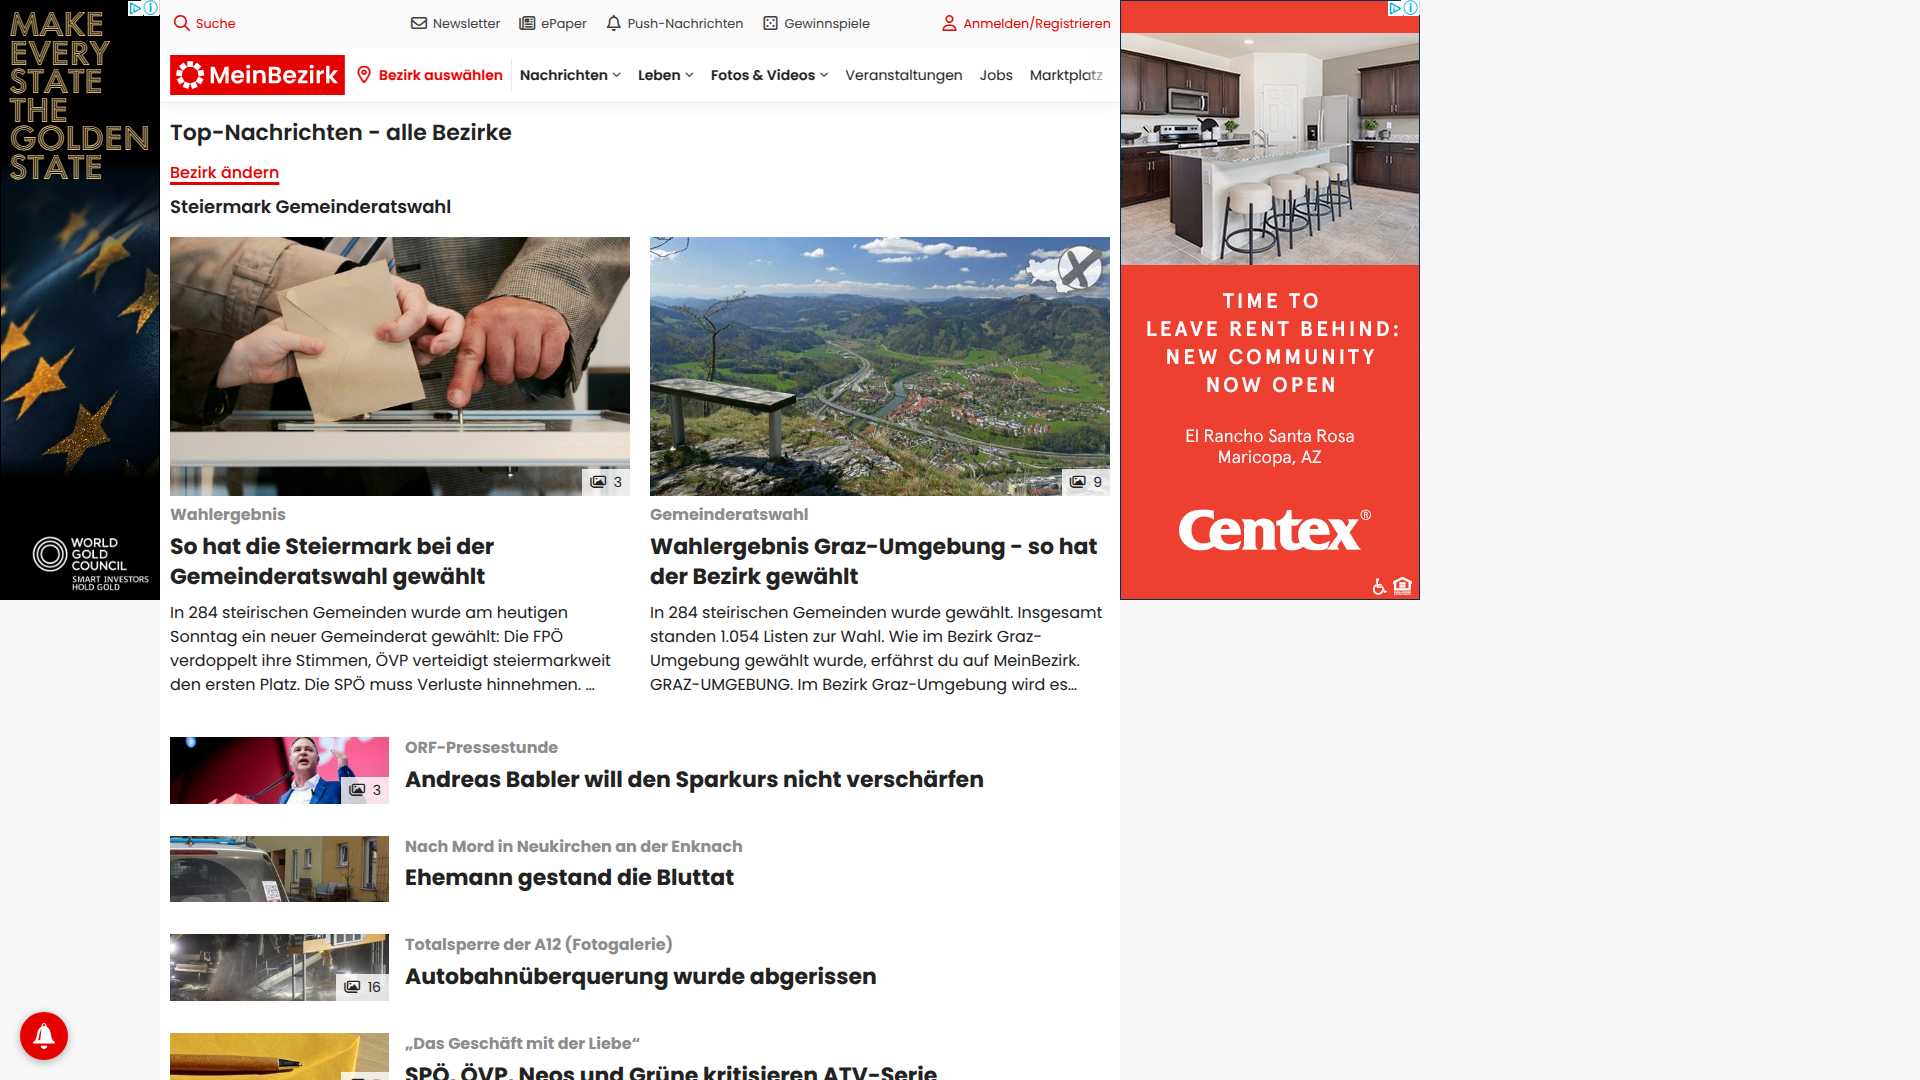 MAKE
EVERY
STATE
THE
GOLDEN
STATE
WORLD
GOLD
COUNCIL
SMART INVESTORS
HOLD GOLD
Suche
Newsletter
ePaper
Push-Nachrichten
Gewinnspiele
Anmelden/Registrieren
MeinBezirk
Bezirk auswählen
Nachrichten
Leben
Fotos & Videos
Veranstaltungen
Jobs
Marktplatz
Top-Nachrichten - alle Bezirke
Bezirk ändern
Steiermark Gemeinderatswahl
3
Wahlergebnis
So hat die Steiermark bei der
Gemeinderatswahl gewählt
In 284 steirischen Gemeinden wurde am heutigen
Sonntag ein neuer Gemeinderat gewählt: Die FPÖ
verdoppelt ihre Stimmen, ÖVP verteidigt steiermarkweit
den ersten Platz. Die SPÖ muss Verluste hinnehmen. ...
9
Gemeinderatswahl
Wahlergebnis Graz-Umgebung - so hat
der Bezirk gewählt
In 284 steirischen Gemeinden wurde gewählt. Insgesamt
standen 1.054 Listen zur Wahl. Wie im Bezirk Graz-
Umgebung gewählt wurde, erfährst du auf MeinBezirk.
GRAZ-UMGEBUNG. Im Bezirk Graz-Umgebung wird es...
3
ORF-Pressestunde
Andreas Babler will den Sparkurs nicht verschärfen
Nach Mord in Neukirchen an der Enknach
Ehemann gestand die Bluttat
16
Totalsperre der A12 (Fotogalerie)
Autobahnüberquerung wurde abgerissen
„Das Geschäft mit der Liebe“
SPÖ, ÖVP, Neos und Grüne kritisieren ATV-Serie
TIME TO
LEAVE RENT BEHIND:
NEW COMMUNITY
NOW OPEN
El Rancho Santa Rosa
Maricopa, AZ
Centex®